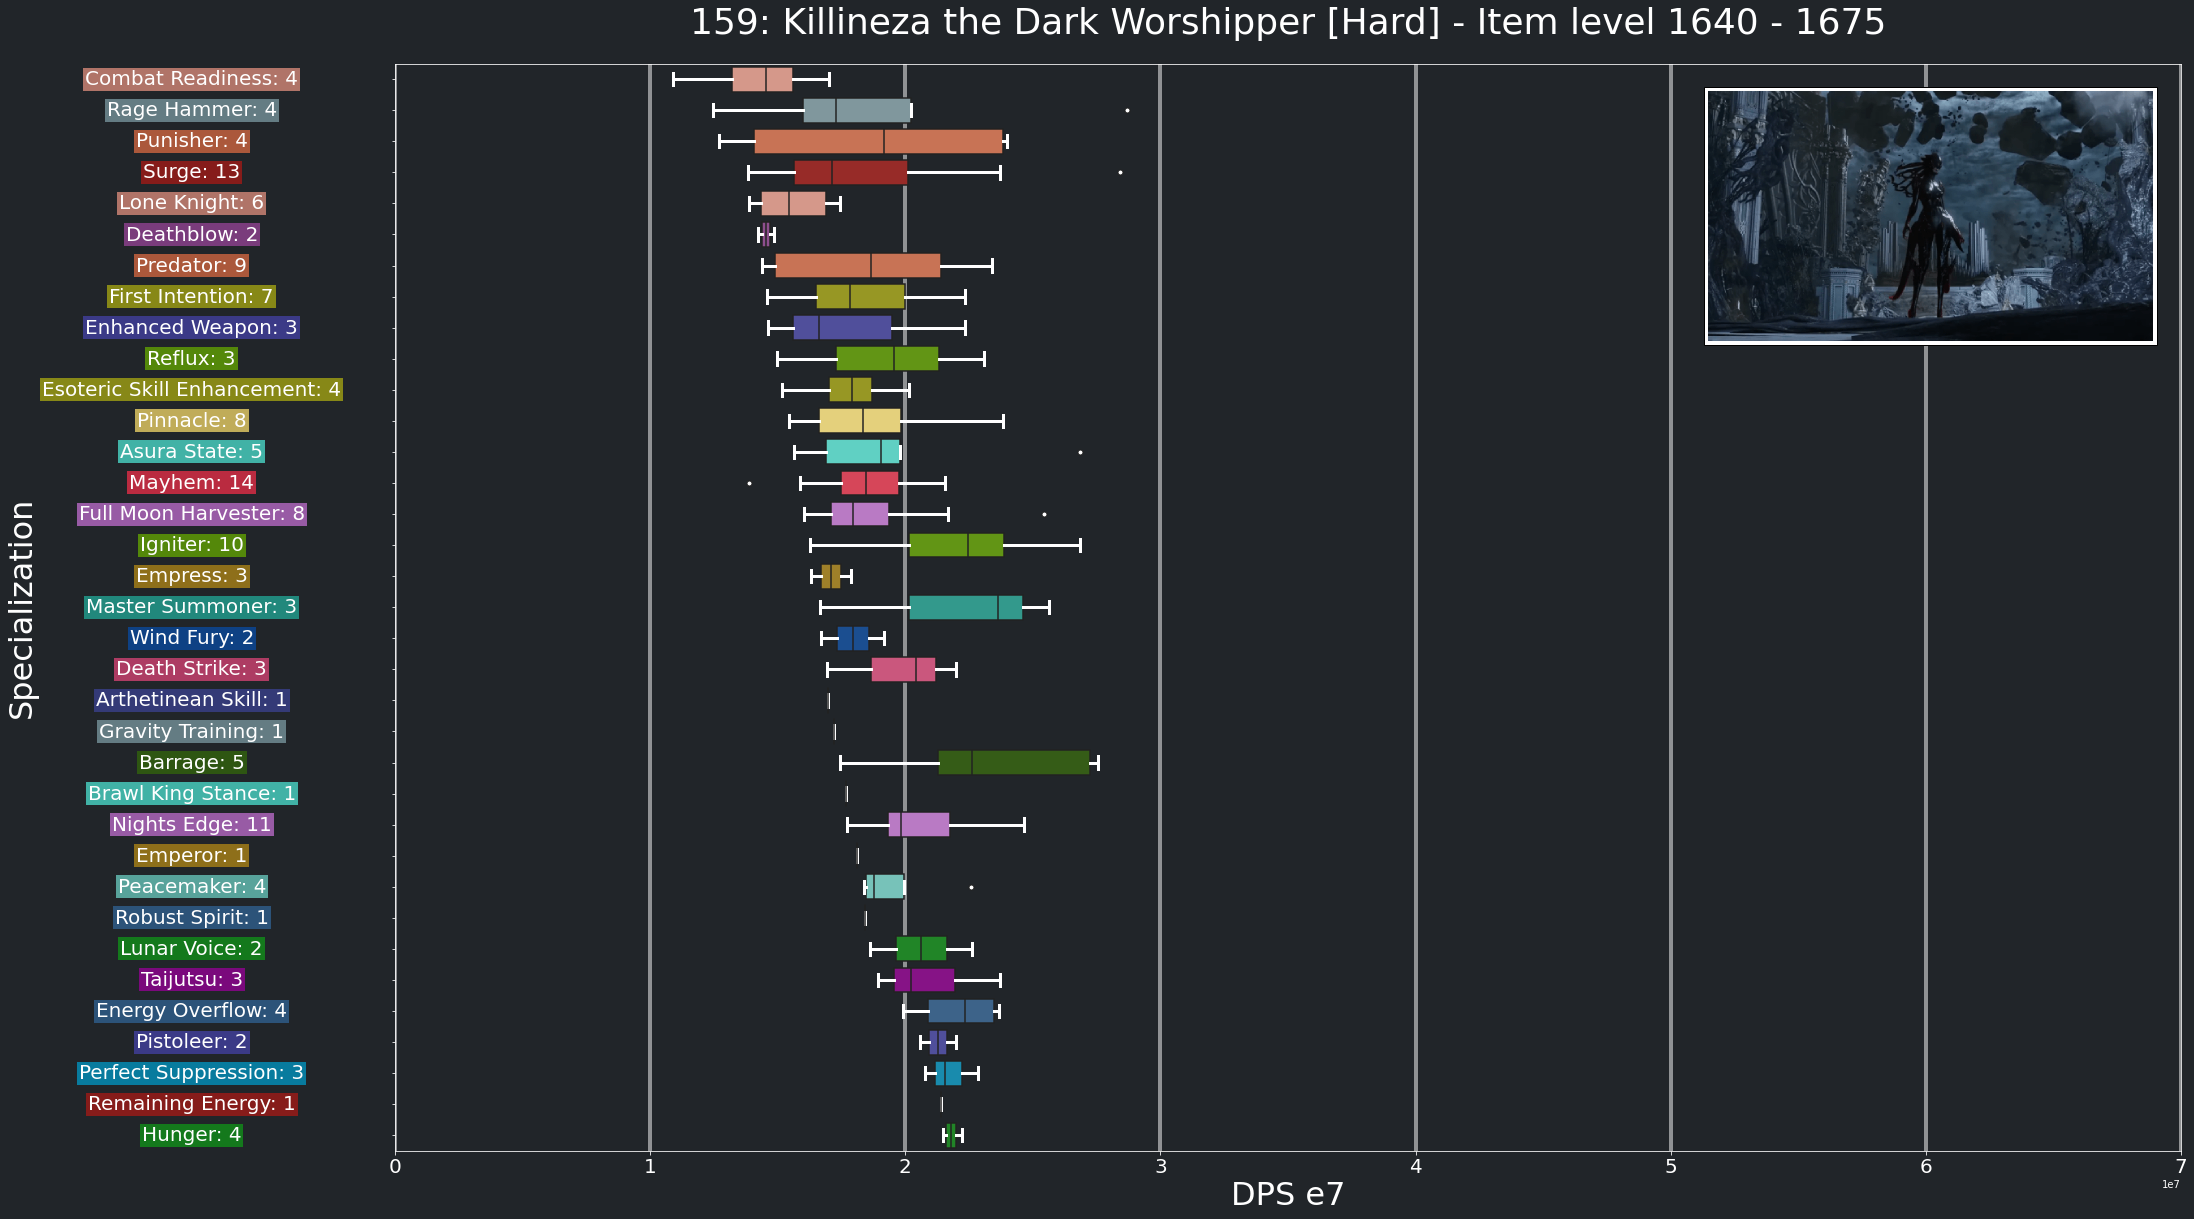 159: Killineza the Dark Worshipper [Hard] - Item level 1640 - 1675
Combat Readiness: 4
Rage Hammer: 4
Punisher: 4
Surge: 13
Lone Knight: 6
Deathblow: 2
Predator: 9
First Intention: 7
Enhanced Weapon: 3
Reflux: 3
Esoteric Skill Enhancement: 4
Pinnacle: 8
Asura State: 5
Mayhem: 14
Full Moon Harvester: 8
Igniter: 10
Empress: 3
Master Summoner: 3
Wind Fury: 2
Death Strike: 3
Arthetinean Skill: 1
Gravity Training: 1
Barrage: 5
Brawl King Stance: 1
Nights Edge: 11
Emperor: 1
Peacemaker: 4
Robust Spirit: 1
Lunar Voice: 2
Taijutsu: 3
Energy Overflow: 4
Pistoleer: 2
Perfect Suppression: 3
Remaining Energy: 1
Hunger: 4
Specialization
0 1 2 3 4 5 6 7
1e7
DPS e7